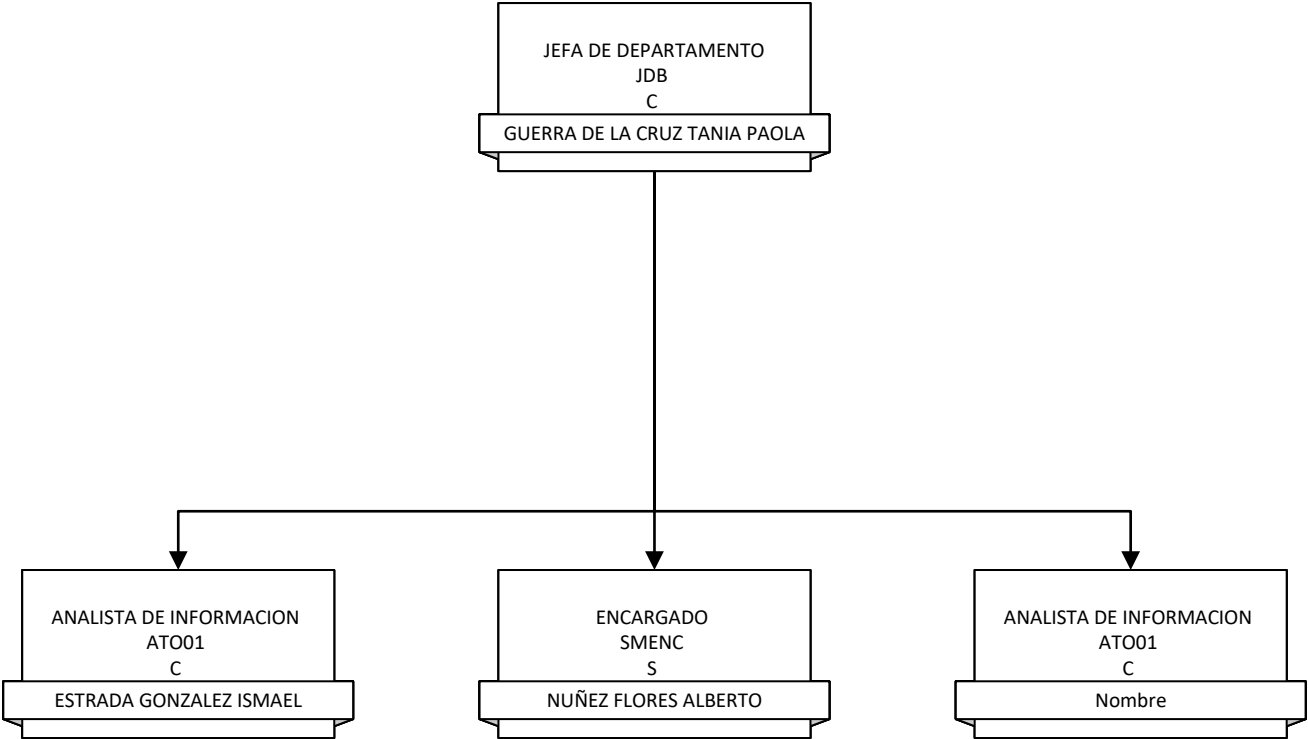 JEFA DE DEPARTAMENTO
JDB
C
GUERRA DE LA CRUZ TANIA PAOLA
ANALISTA DE INFORMACION
ATO01
C
ESTRADA GONZALEZ ISMAEL
ENCARGADO
SMENC
S
NUÑEZ FLORES ALBERTO
ANALISTA DE INFORMACION
ATO01
C
Nombre